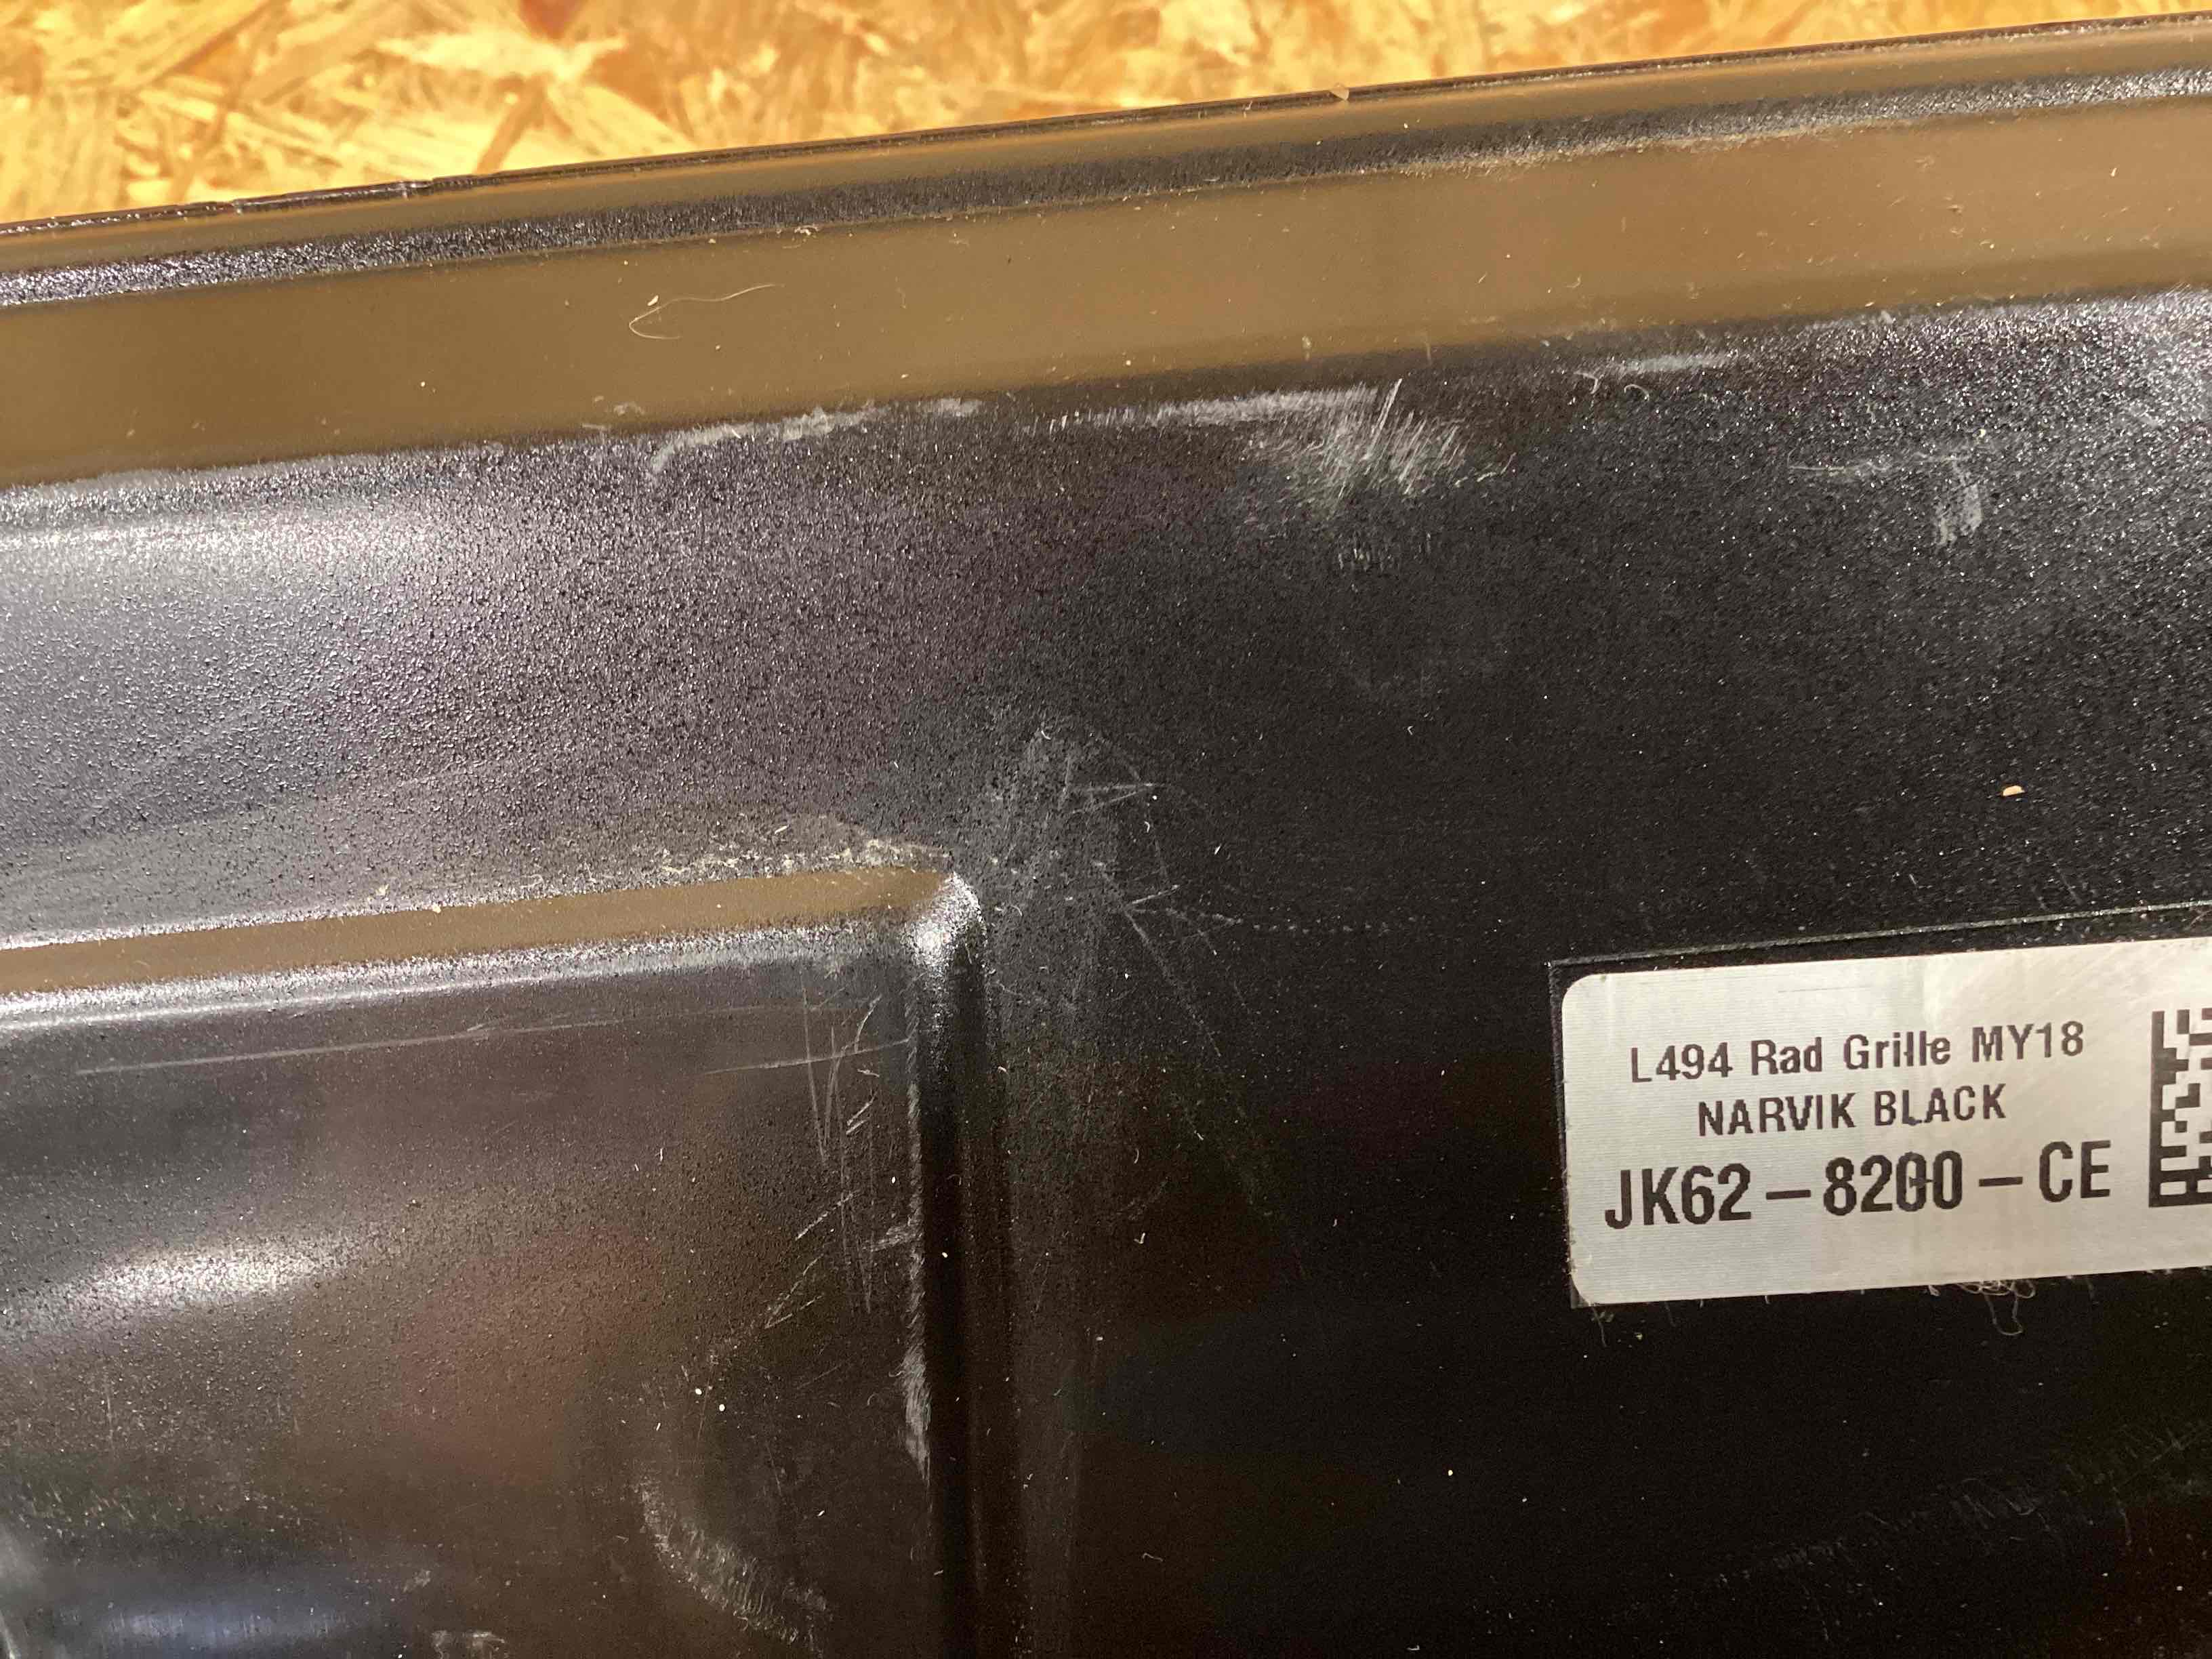 L494 Rad Grille MY18
NARVIK BLACK
JK62-8200-CE